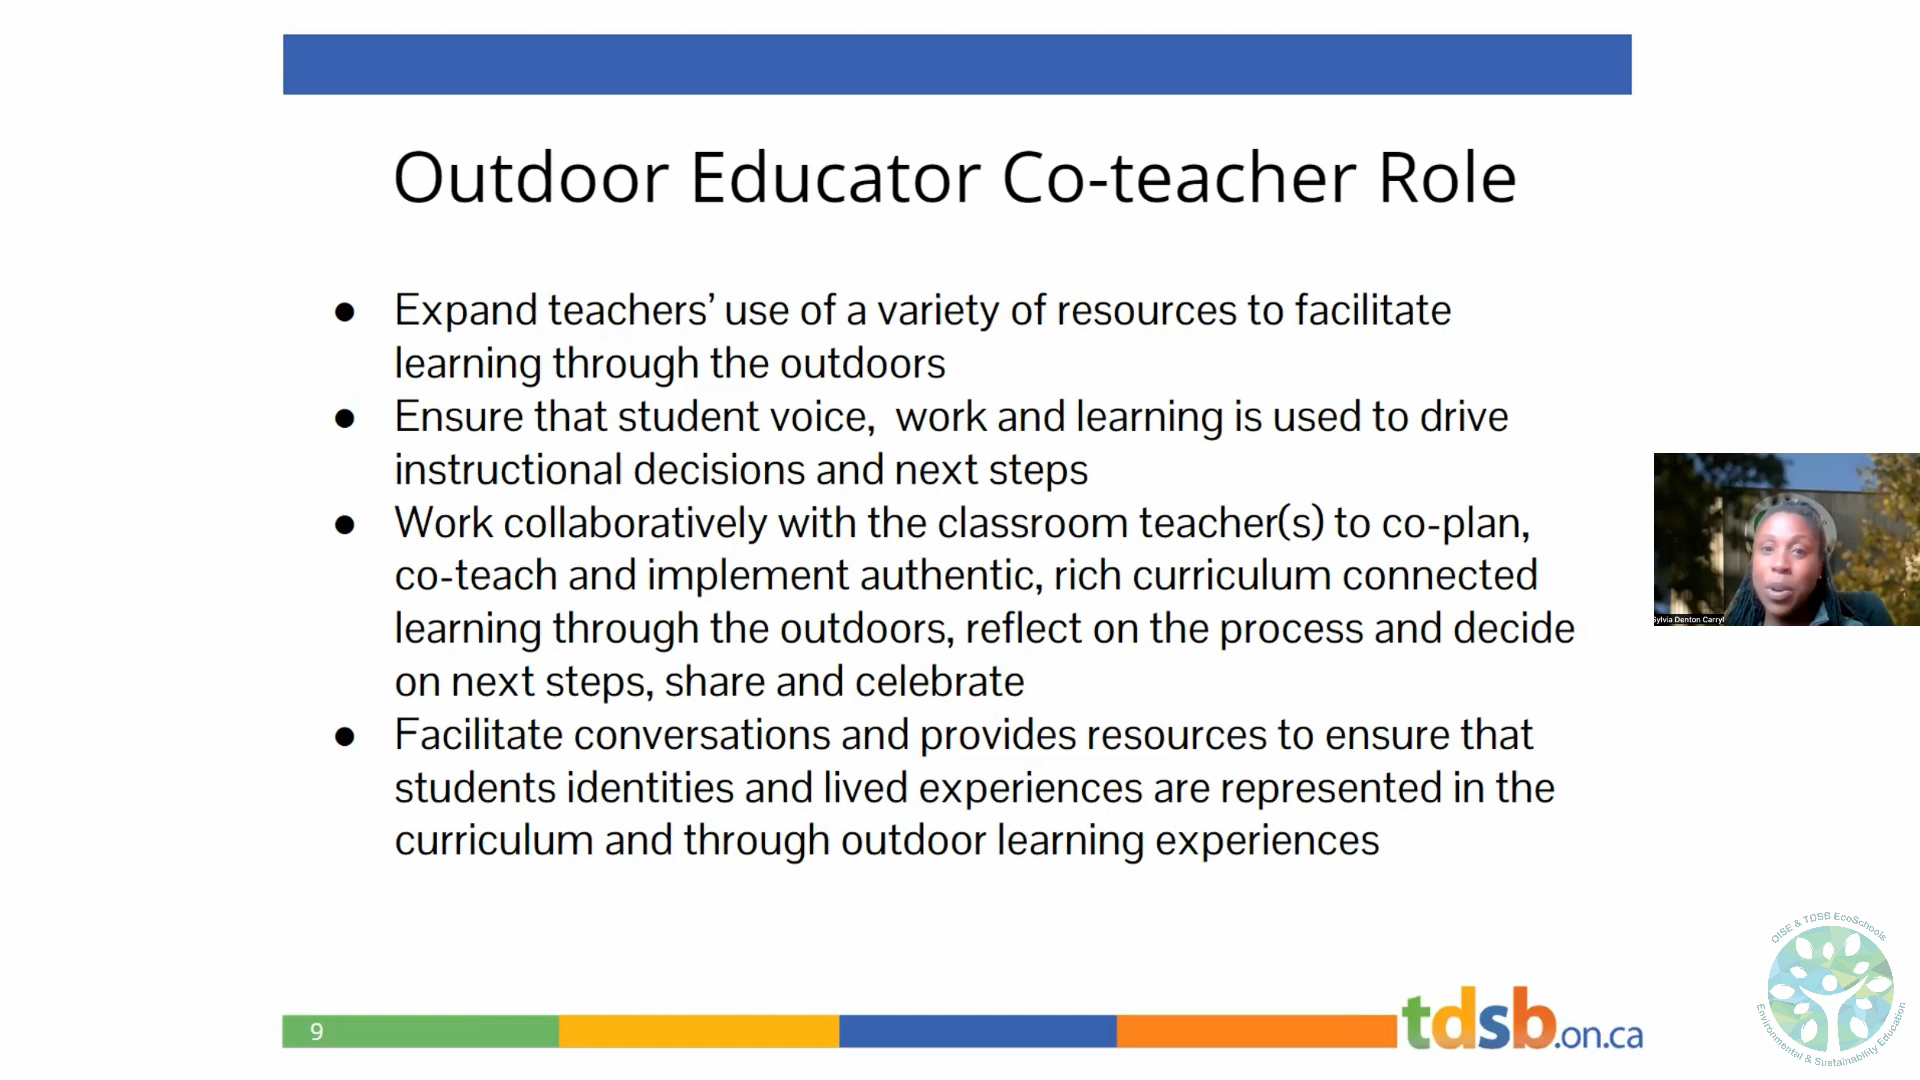 Outdoor Educator Co-teacher Role
● Expand teachers’ use of a variety of resources to facilitate
learning through the outdoors
● Ensure that student voice,  work and learning is used to drive
instructional decisions and next steps
● Work collaboratively with the classroom teacher(s) to co-plan,
co-teach and implement authentic, rich curriculum connected
learning through the outdoors, reflect on the process and decide
on next steps, share and celebrate
● Facilitate conversations and provides resources to ensure that
students identities and lived experiences are represented in the
curriculum and through outdoor learning experiences
Sylvia Denton Carryl
9
tdsb.on.ca
OISE & TDSB EcoSchools
Environmental & Sustainability Education